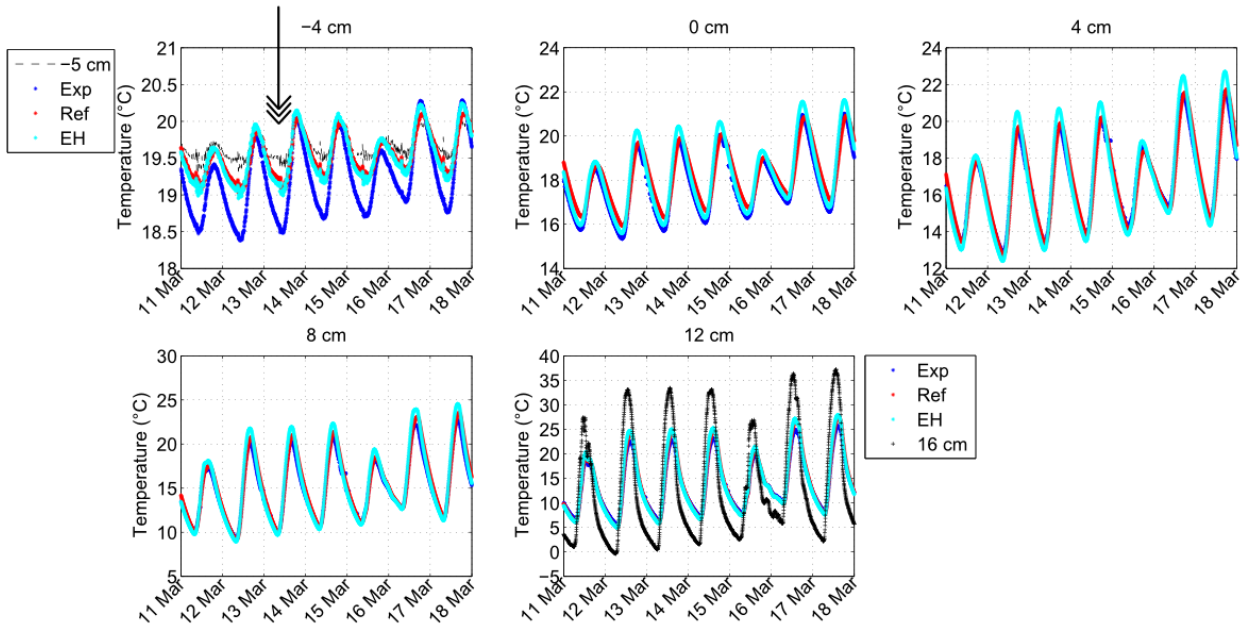 −4 cm
0 cm
4 cm
−5 cm
Exp
Ref
EH
Temperature (°C)
21
20.5
20
19.5
19
18.5
18
11 Mar
12 Mar
13 Mar
14 Mar
15 Mar
16 Mar
17 Mar
18 Mar
Temperature (°C)
24
22
20
18
16
14
11 Mar
12 Mar
13 Mar
14 Mar
15 Mar
16 Mar
17 Mar
18 Mar
Temperature (°C)
24
22
20
18
16
14
12
11 Mar
12 Mar
13 Mar
14 Mar
15 Mar
16 Mar
17 Mar
18 Mar
8 cm
12 cm
Temperature (°C)
30
25
20
15
10
5
11 Mar
12 Mar
13 Mar
14 Mar
15 Mar
16 Mar
17 Mar
18 Mar
Temperature (°C)
40
35
30
25
20
15
10
5
0
−5
11 Mar
12 Mar
13 Mar
14 Mar
15 Mar
16 Mar
17 Mar
18 Mar
Exp
Ref
EH
16 cm